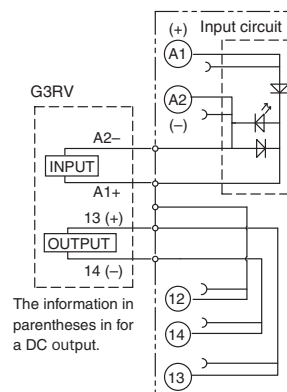 (+)
Input circuit
A1
G3RV
A2
(–)
A2–
INPUT
A1+
13 (+)
OUTPUT
14 (–)
12
14
13
The information in
parentheses in for
a DC output.